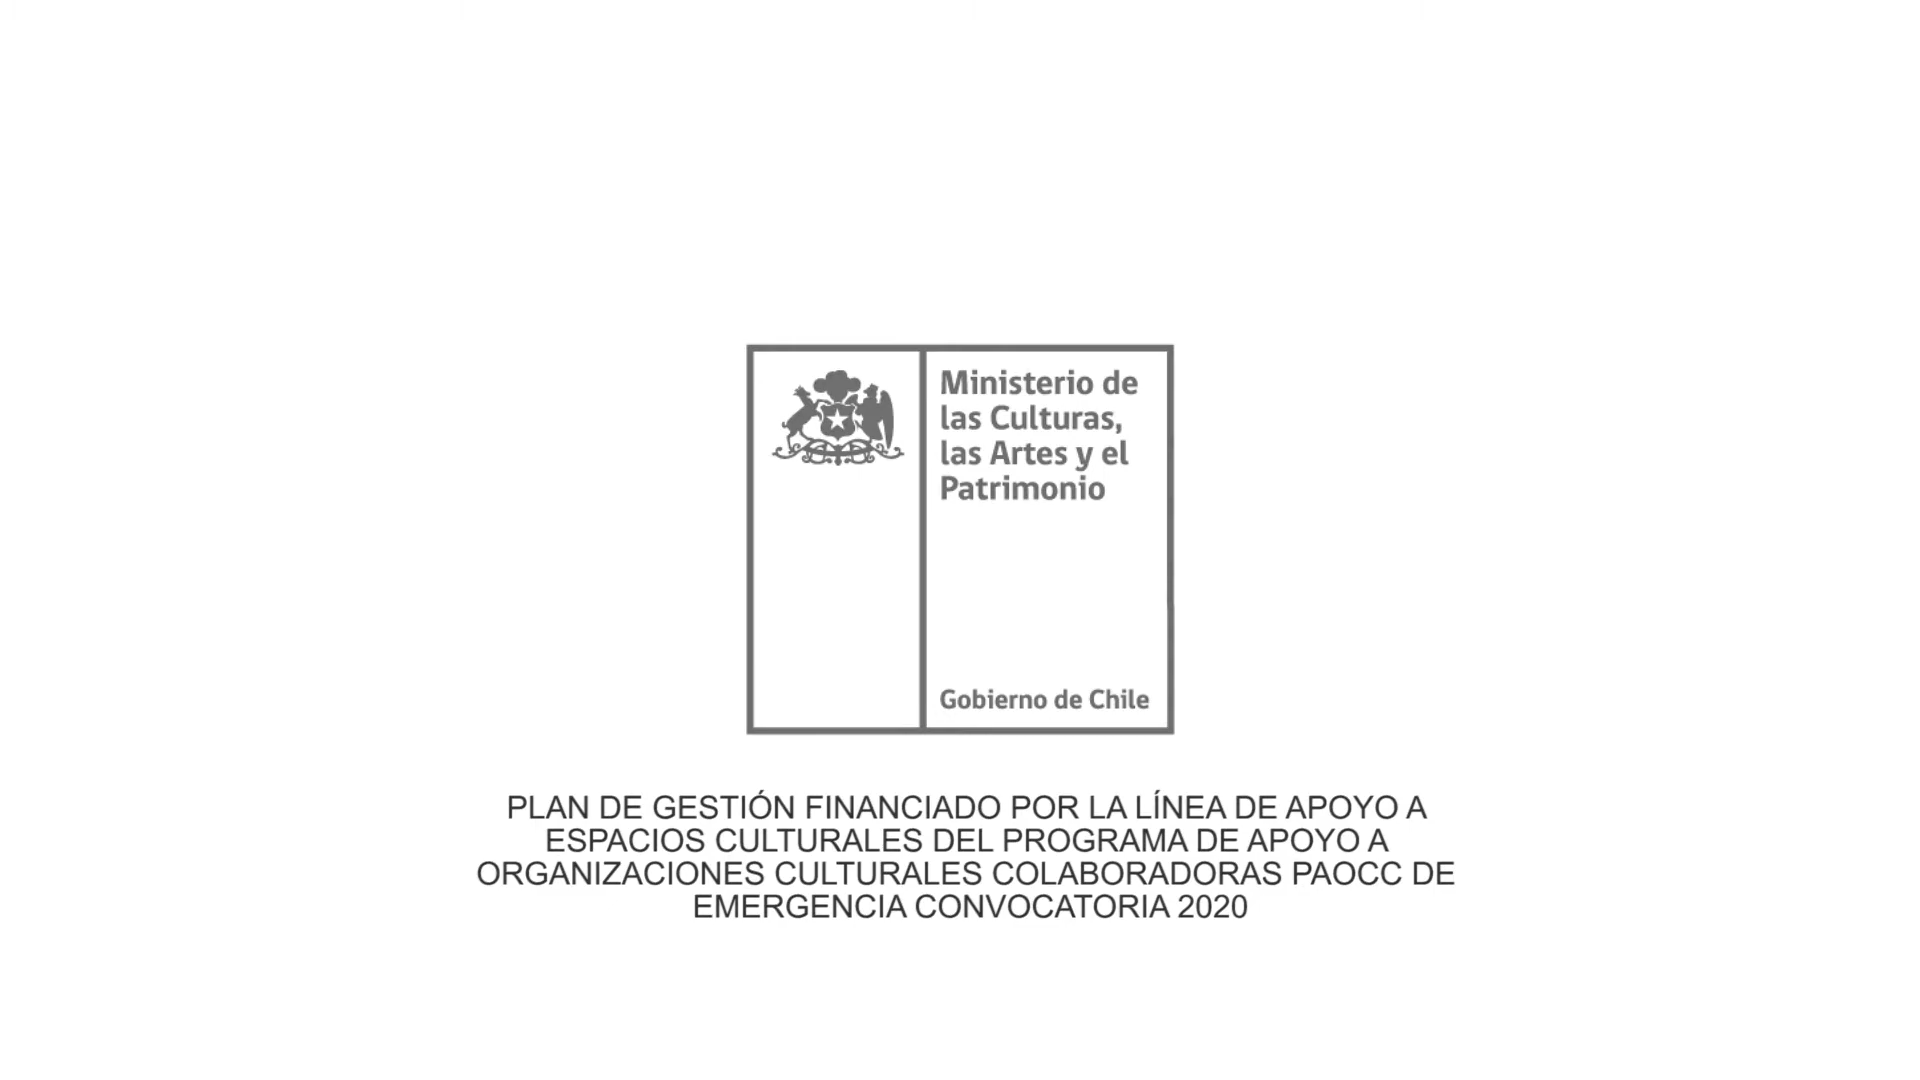 Ministerio de
las Culturas,
las Artes y el
Patrimonio
Gobierno de Chile
PLAN DE GESTIÓN FINANCIADO POR LA LÍNEA DE APOYO A
ESPACIOS CULTURALES DEL PROGRAMA DE APOYO A
ORGANIZACIONES CULTURALES COLABORADORAS PAOCC DE
EMERGENCIA CONVOCATORIA 2020